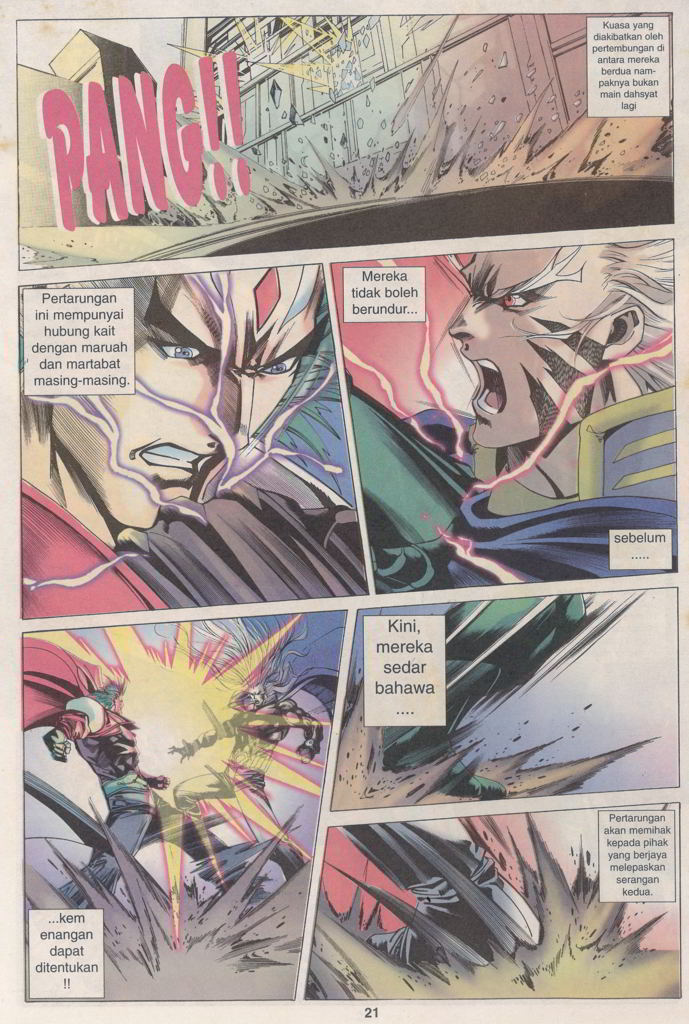 PANG!!
Kuasa yang
diakibatkan oleh
pertembungan di
antara mereka
berdua nam-
paknya bukan
main dahsyat
lagi
Pertarungan
ini mempunyai
hubung kait
dengan maruah
dan martabat
masing-masing.
Mereka
tidak boleh
berundur...
sebelum
.....
...kem
enangan
dapat
ditentukan
!!
Kini,
mereka
sedar
bahawa
....
Pertarungan
akan memihak
kepada pihak
yang berjaya
melepaskan
serangan
kedua.
21